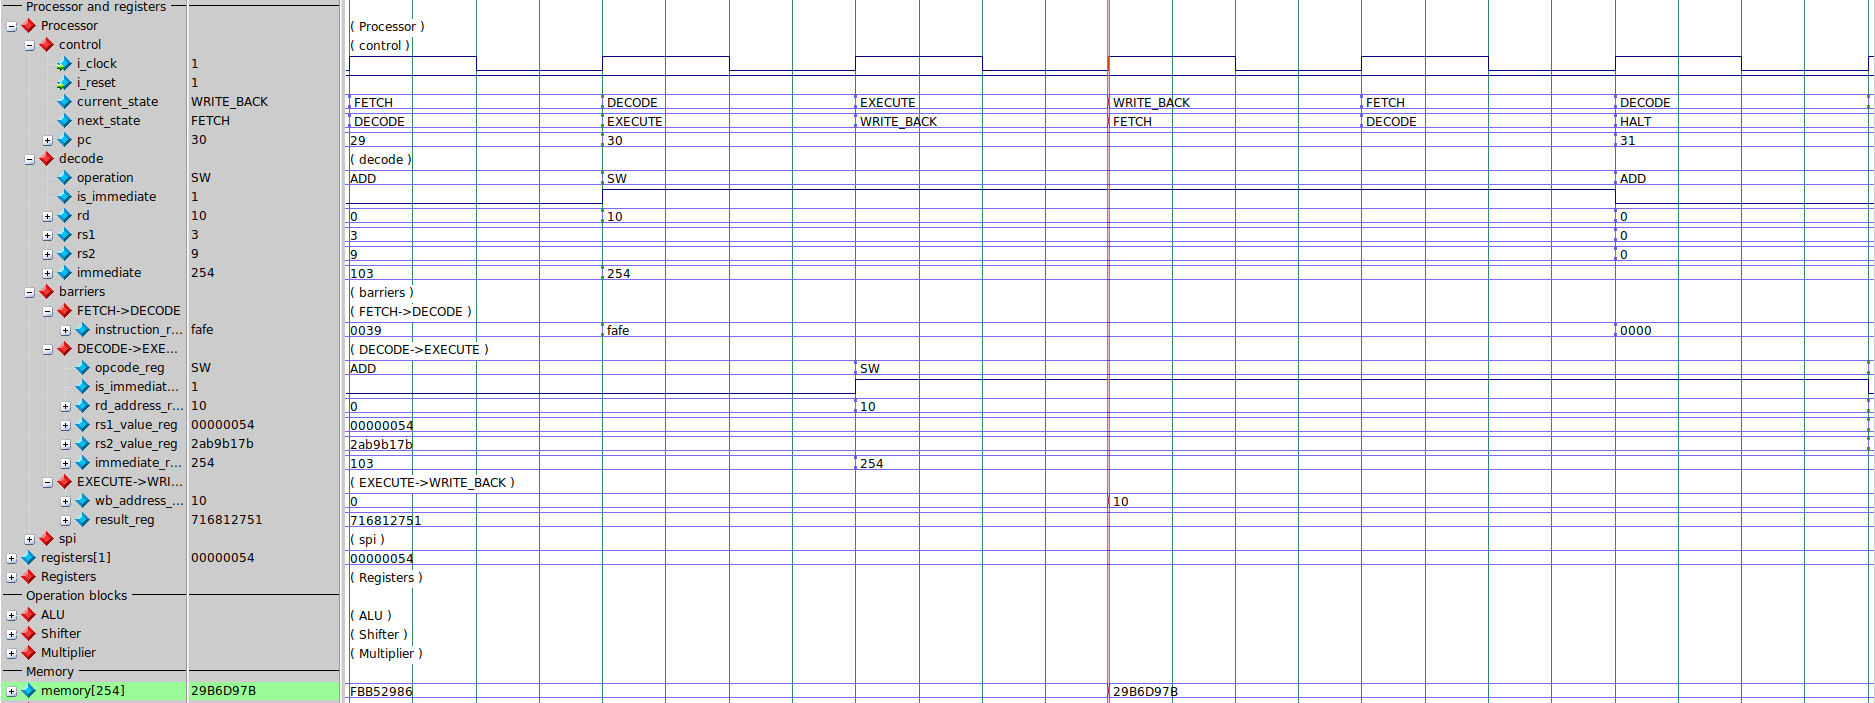 Processor and registers
Processor ( Processor )
control ( control )
i_clock 1
i_reset 1
current_state WRITE_BACK FETCH DECODE EXECUTE WRITE_BACK FETCH DECODE
next_state FETCH DECODE EXECUTE WRITE_BACK FETCH DECODE HALT
pc 30 29 30 31
decode ( decode )
operation SW ADD SW ADD
is_immediate 1
rd 10 0 10 0
rs1 3 3 0
rs2 9 9 0
immediate 254 103 254
barriers ( barriers )
FETCH->DECODE ( FETCH->DECODE )
instruction_r... fafe 0039 fafe 0000
DECODE->EXE... ( DECODE->EXECUTE )
opcode_reg SW ADD SW
is_immediat... 1
rd_address_r... 10 0 10
rs1_value_reg 00000054 00000054
rs2_value_reg 2ab9b17b 2ab9b17b
immediate_r... 254 103 254
EXECUTE->WRI... ( EXECUTE->WRITE_BACK )
wb_address_... 10 0 10
result_reg 716812751 716812751
spi ( spi )
registers[1] 00000054 00000054
Registers ( Registers )
Operation blocks
ALU ( ALU )
Shifter ( Shifter )
Multiplier ( Multiplier )
Memory
memory[254] 29B6D97B FBB52986 29B6D97B